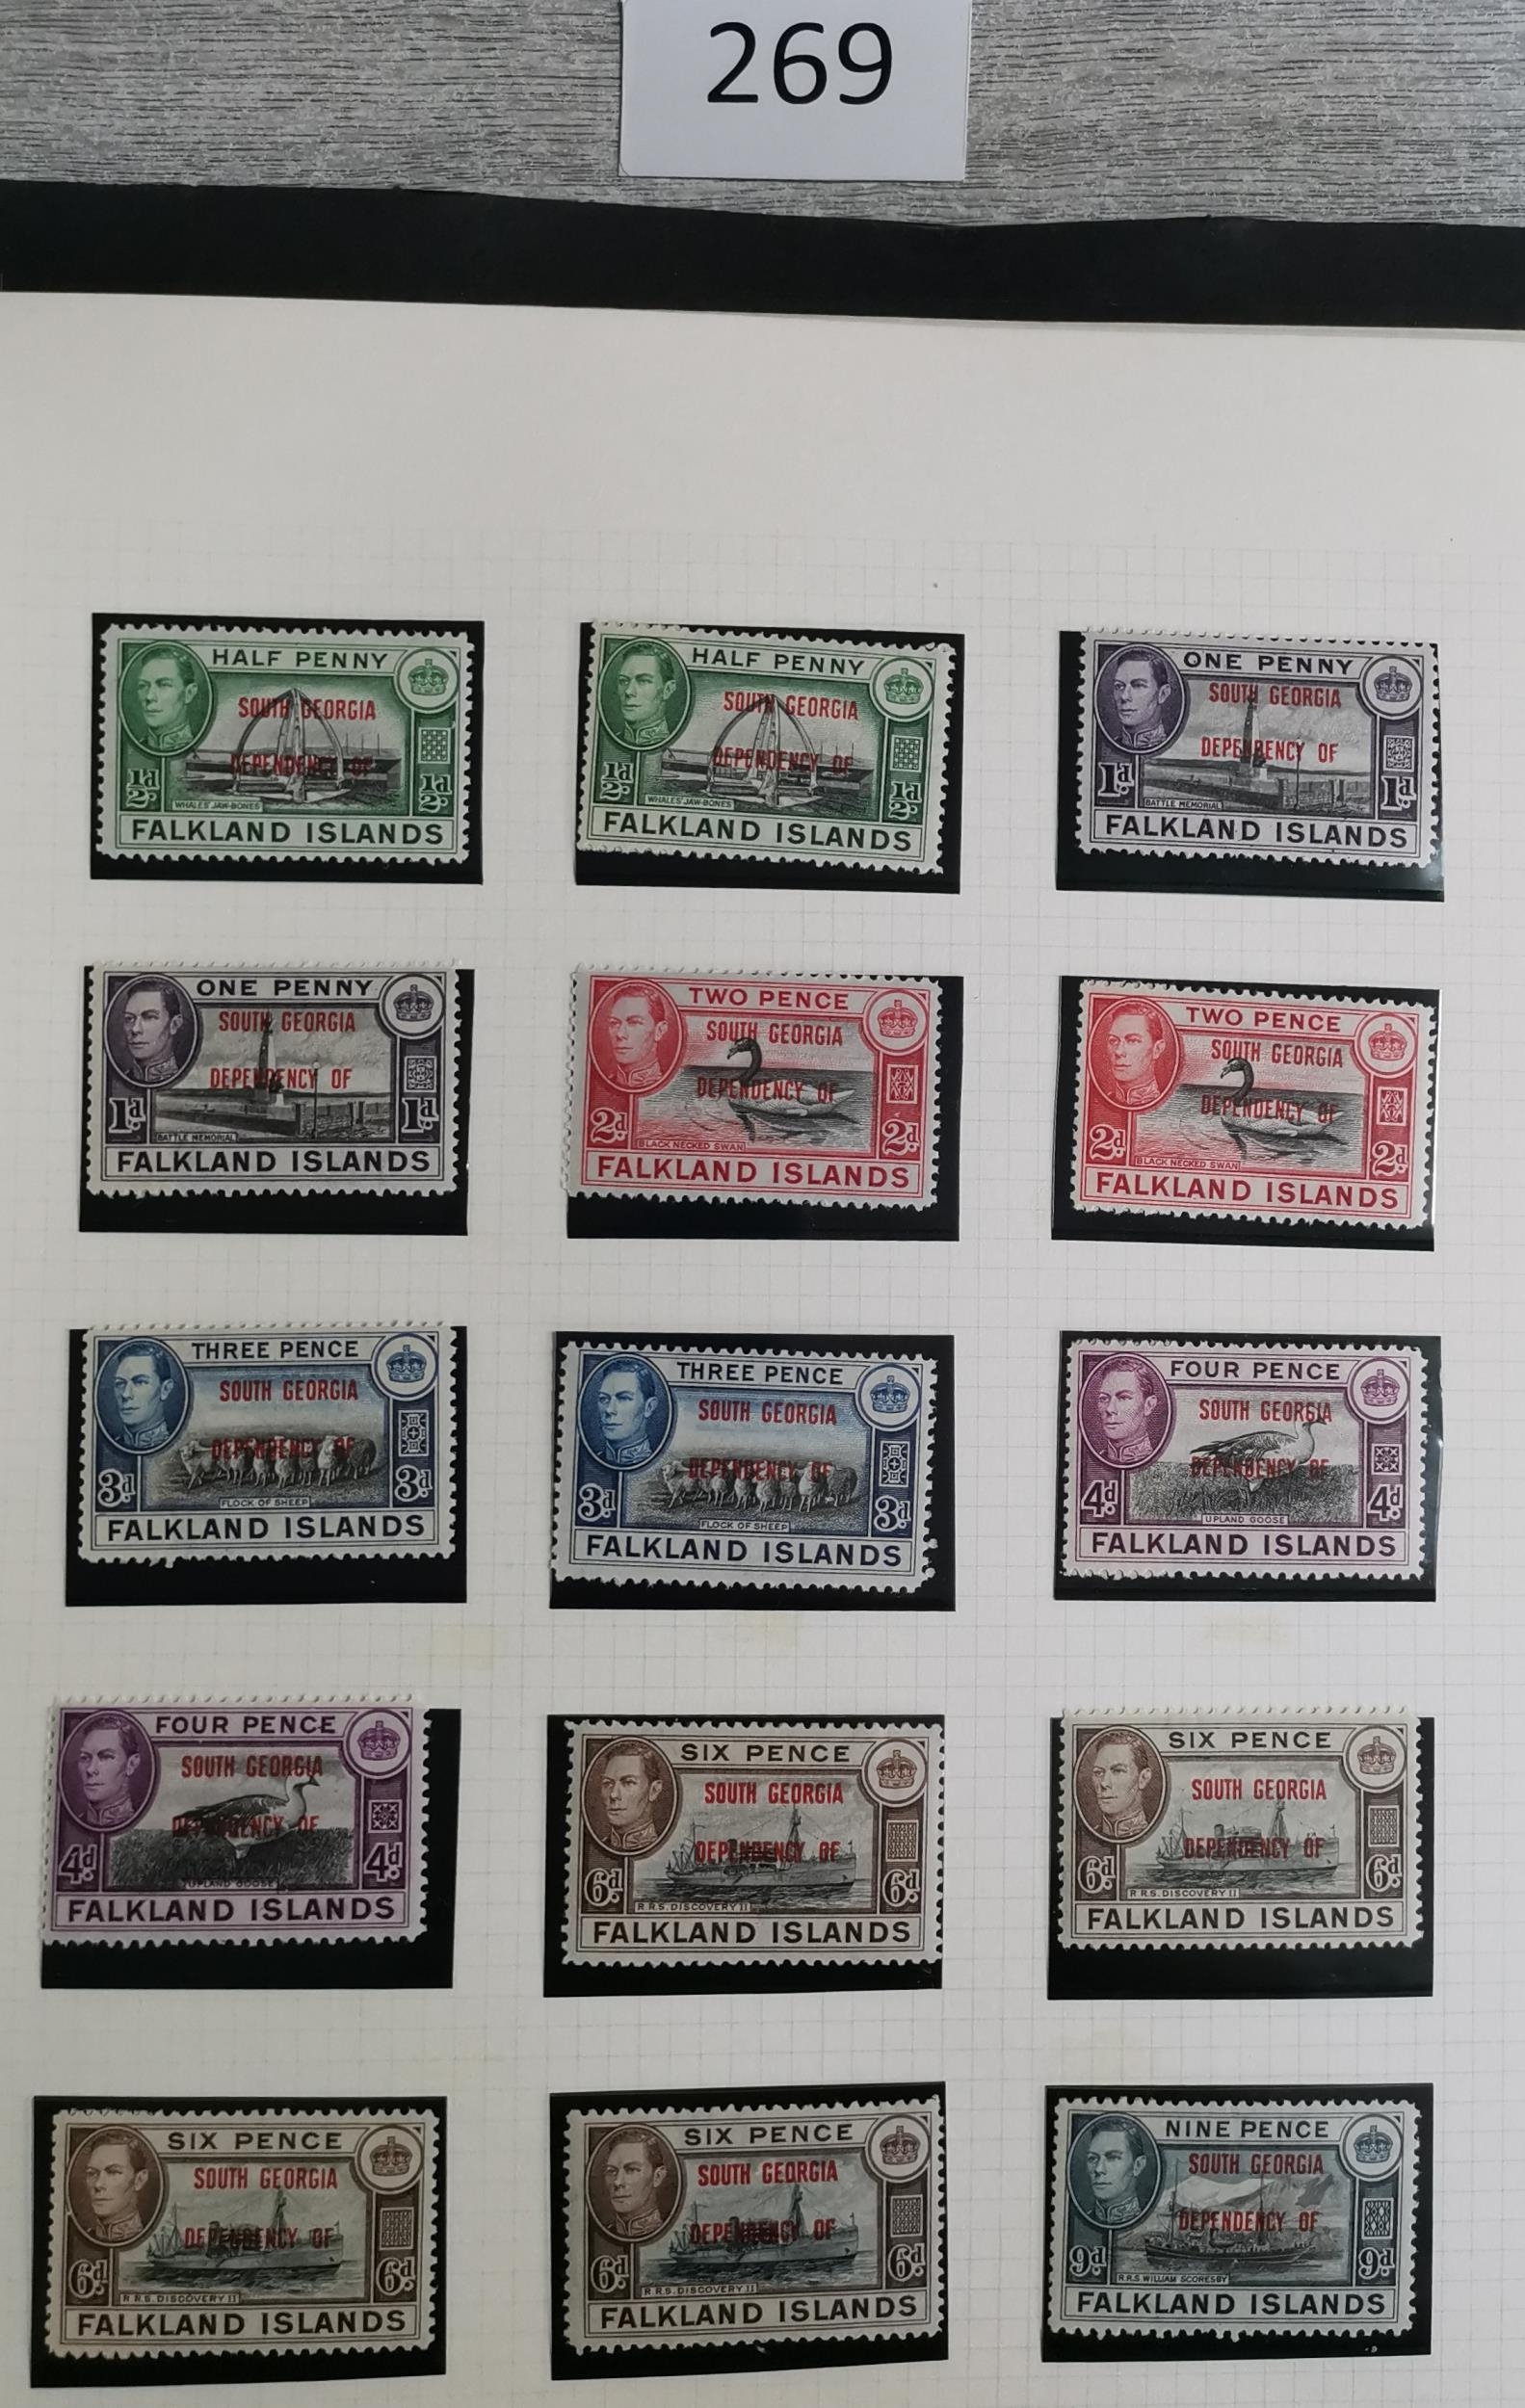 269
HALF PENNY
SOUTH GEORGIA
DEPENDENCY OF
½d ½d
WHALES' JAW-BONES
FALKLAND ISLANDS
HALF PENNY
SOUTH GEORGIA
DEPENDENCY OF
½d ½d
WHALES' JAW-BONES
FALKLAND ISLANDS
ONE PENNY
SOUTH GEORGIA
DEPENDENCY OF
1d 1d
BATTLE MEMORIAL
FALKLAND ISLANDS
ONE PENNY
SOUTH GEORGIA
DEPENDENCY OF
1d 1d
BATTLE MEMORIAL
FALKLAND ISLANDS
TWO PENCE
SOUTH GEORGIA
DEPENDENCY OF
2d 2d
BLACK NECKED SWAN
FALKLAND ISLANDS
TWO PENCE
SOUTH GEORGIA
DEPENDENCY OF
2d 2d
BLACK NECKED SWAN
FALKLAND ISLANDS
THREE PENCE
SOUTH GEORGIA
DEPENDENCY OF
3d 3d
FLOCK OF SHEEP
FALKLAND ISLANDS
THREE PENCE
SOUTH GEORGIA
DEPENDENCY OF
3d 3d
FLOCK OF SHEEP
FALKLAND ISLANDS
FOUR PENCE
SOUTH GEORGIA
DEPENDENCY OF
4d 4d
UPLAND GOOSE
FALKLAND ISLANDS
FOUR PENCE
SOUTH GEORGIA
DEPENDENCY OF
4d 4d
UPLAND GOOSE
FALKLAND ISLANDS
SIX PENCE
SOUTH GEORGIA
DEPENDENCY OF
6d 6d
R.R.S. DISCOVERY II
FALKLAND ISLANDS
SIX PENCE
SOUTH GEORGIA
DEPENDENCY OF
6d 6d
R.R.S. DISCOVERY II
FALKLAND ISLANDS
SIX PENCE
SOUTH GEORGIA
DEPENDENCY OF
6d 6d
R.R.S. DISCOVERY II
FALKLAND ISLANDS
SIX PENCE
SOUTH GEORGIA
DEPENDENCY OF
6d 6d
R.R.S. DISCOVERY II
FALKLAND ISLANDS
NINE PENCE
SOUTH GEORGIA
DEPENDENCY OF
9d 9d
R.R.S. WILLIAM SCORESBY
FALKLAND ISLANDS